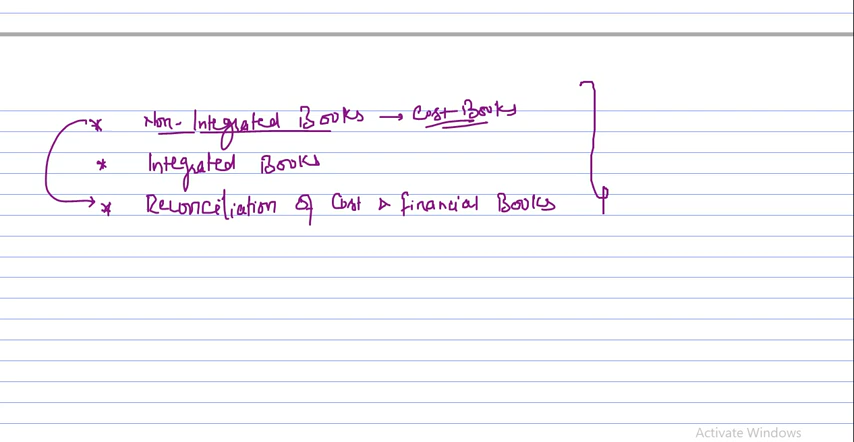 * Non-Integrated Books → Cost Books
* Integrated Books
* Reconciliation of Cost & Financial Books
Activate Windows